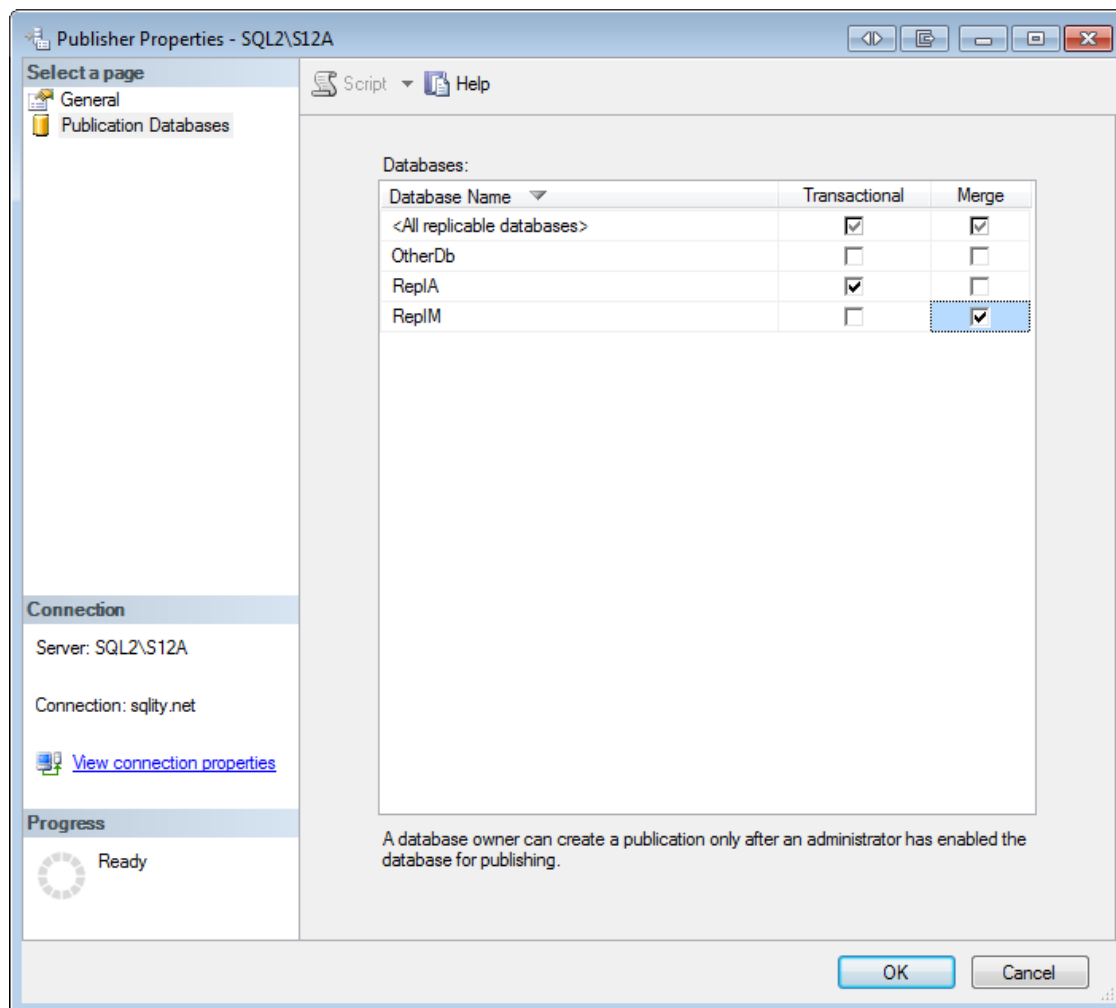 Publisher Properties - SQL2\S12A
Select a page
General
Publication Databases
Script
Help
Databases:
Database Name Transactional Merge
<All replicable databases>
OtherDb
ReplA
ReplM
Connection
Server: SQL2\S12A
Connection: sqlity.net
View connection properties
Progress
Ready
A database owner can create a publication only after an administrator has enabled the
database for publishing.
OK Cancel